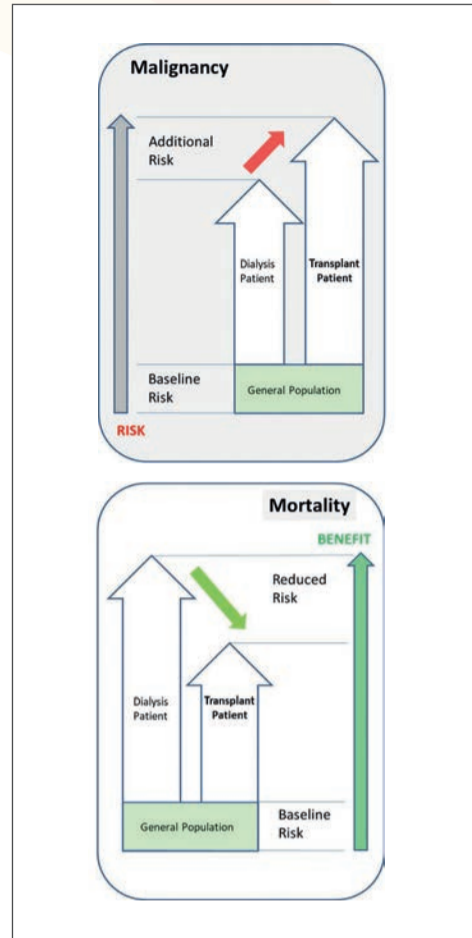 Malignancy
Additional
Risk
Dialysis
Patient
Transplant
Patient
Baseline
Risk
General Population
RISK
Mortality
BENEFIT
Reduced
Risk
Dialysis
Patient
Transplant
Patient
General Population
Baseline
Risk